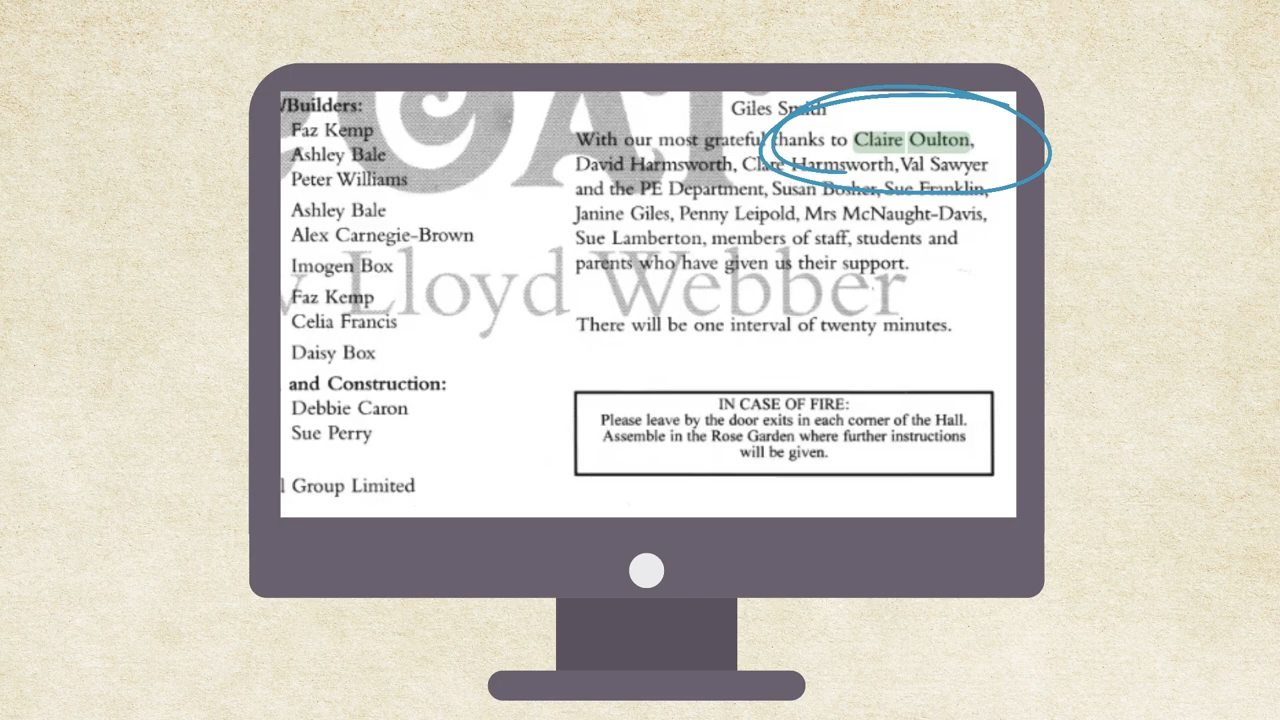 /Builders:
Faz Kemp
Ashley Bale
Peter Williams
Ashley Bale
Alex Carnegie-Brown
Imogen Box
Faz Kemp
Celia Francis
Daisy Box
and Construction:
Debbie Caron
Sue Perry
l Group Limited
Giles Smith
With our most grateful thanks to Claire Oulton,
David Harmsworth, Clare Harmsworth, Val Sawyer
and the PE Department, Susan Bosher, Sue Franklin,
Janine Giles, Penny Leipold, Mrs McNaught-Davis,
Sue Lamberton, members of staff, students and
parents who have given us their support.
There will be one interval of twenty minutes.
IN CASE OF FIRE:
Please leave by the door exits in each corner of the Hall.
Assemble in the Rose Garden where further instructions
will be given.
Lloyd Webber